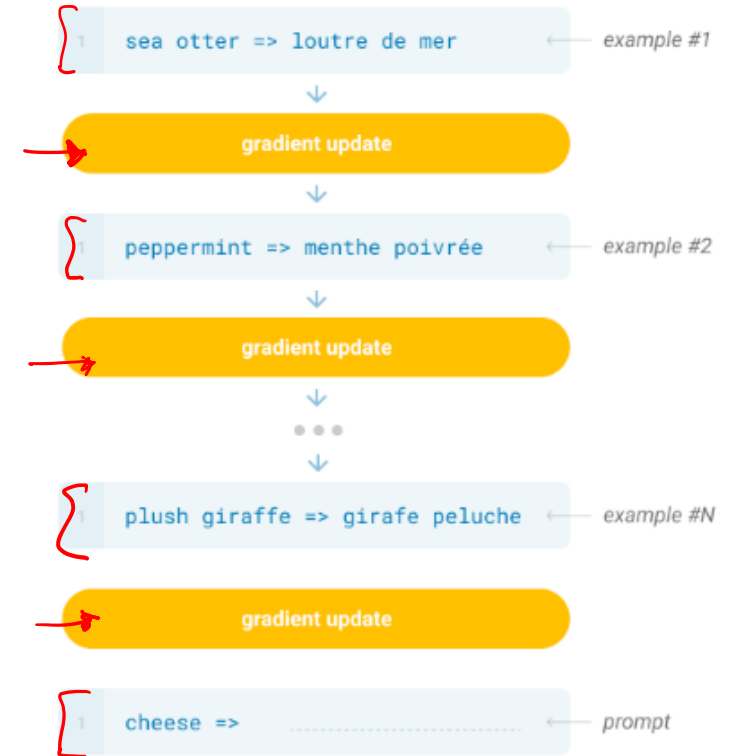 1 sea otter => loutre de mer example #1
gradient update
1 peppermint => menthe poivrée example #2
gradient update
1 plush giraffe => girafe peluche example #N
gradient update
1 cheese => prompt